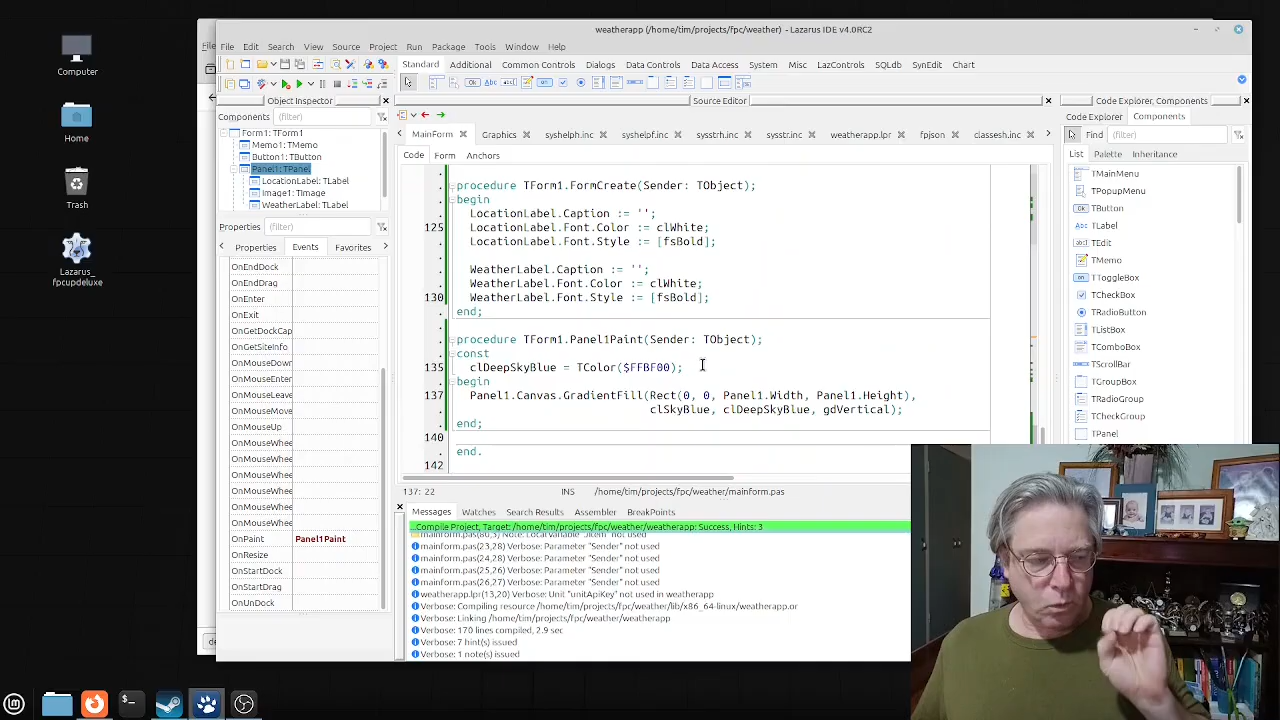 Computer
Home
Trash
Lazarus_
fpcupdeluxe
weatherapp (/home/tim/projects/fpc/weather) - Lazarus IDE v4.0RC2
File Edit Search View Source Project Run Package Tools Window Help
Standard Additional Common Controls Dialogs Data Controls Data Access System Misc LazControls SQLdb SynEdit Chart
Object Inspector
Components (filter)
Form1: TForm1
Memo1: TMemo
Button1: TButton
Panel1: TPanel
LocationLabel: TLabel
Image1: TImage
WeatherLabel: TLabel
Properties (filter)
Properties Events Favorites
OnEndDock
OnEndDrag
OnEnter
OnExit
OnGetDockCap
OnGetSiteInfo
OnMouseDown
OnMouseEnter
OnMouseLeave
OnMouseMove
OnMouseUp
OnMouseWhee
OnMouseWhee
OnMouseWhee
OnMouseWhee
OnMouseWhee
OnMouseWhee
OnPaint Panel1Paint
OnResize
OnStartDock
OnStartDrag
OnUnDock
Source Editor
MainForm Graphics syshelph.inc syshelpf.inc sysstrh.inc weatherapp.lpr fpjson classesh.inc
Code Form Anchors
procedure TForm1.FormCreate(Sender: TObject);
begin
LocationLabel.Caption := '';
125 LocationLabel.Font.Color := clWhite;
LocationLabel.Font.Style := [fsBold];
WeatherLabel.Caption := '';
WeatherLabel.Font.Color := clWhite;
130 WeatherLabel.Font.Style := [fsBold];
end;
procedure TForm1.Panel1Paint(Sender: TObject);
const
135 clDeepSkyBlue = TColor($FFBF00);
begin
137 Panel1.Canvas.GradientFill(Rect(0, 0, Panel1.Width, Panel1.Height),
clSkyBlue, clDeepSkyBlue, gdVertical);
end;
140
end.
142
137: 22 INS /home/tim/projects/fpc/weather/mainform.pas
Messages Watches Search Results Assembler BreakPoints
Compile Project, Target: /home/tim/projects/fpc/weather/weatherapp: Success, Hints: 3
mainform.pas(23,28) Verbose: Parameter "Sender" not used
mainform.pas(24,28) Verbose: Parameter "Sender" not used
mainform.pas(25,26) Verbose: Parameter "Sender" not used
mainform.pas(26,27) Verbose: Parameter "Sender" not used
weatherapp.lpr(13,20) Verbose: Unit "unitApiKey" not used in weatherapp
Verbose: Compiling resource /home/tim/projects/fpc/weather/lib/x86_64-linux/weatherapp.or
Verbose: Linking /home/tim/projects/fpc/weather/weatherapp
Verbose: 170 lines compiled, 2.9 sec
Verbose: 7 hint(s) issued
Verbose: 1 note(s) issued
Code Explorer, Components
Code Explorer Components
Find (filter)
List Palette Inheritance
TMainMenu
TPopupMenu
TButton
TLabel
TEdit
TMemo
TToggleBox
TCheckBox
TRadioButton
TListBox
TComboBox
TScrollBar
TGroupBox
TRadioGroup
TCheckGroup
TPanel